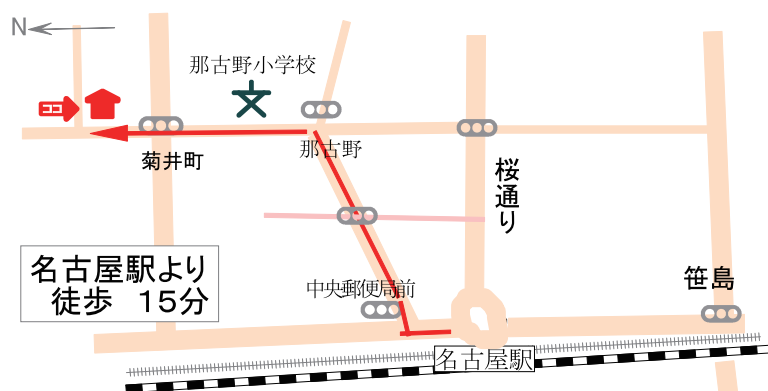 N
那古野小学校
ココ
那古野
菊井町
桜通り
名古屋駅より
徒歩 15分
中央郵便局前
笹島
名古屋駅